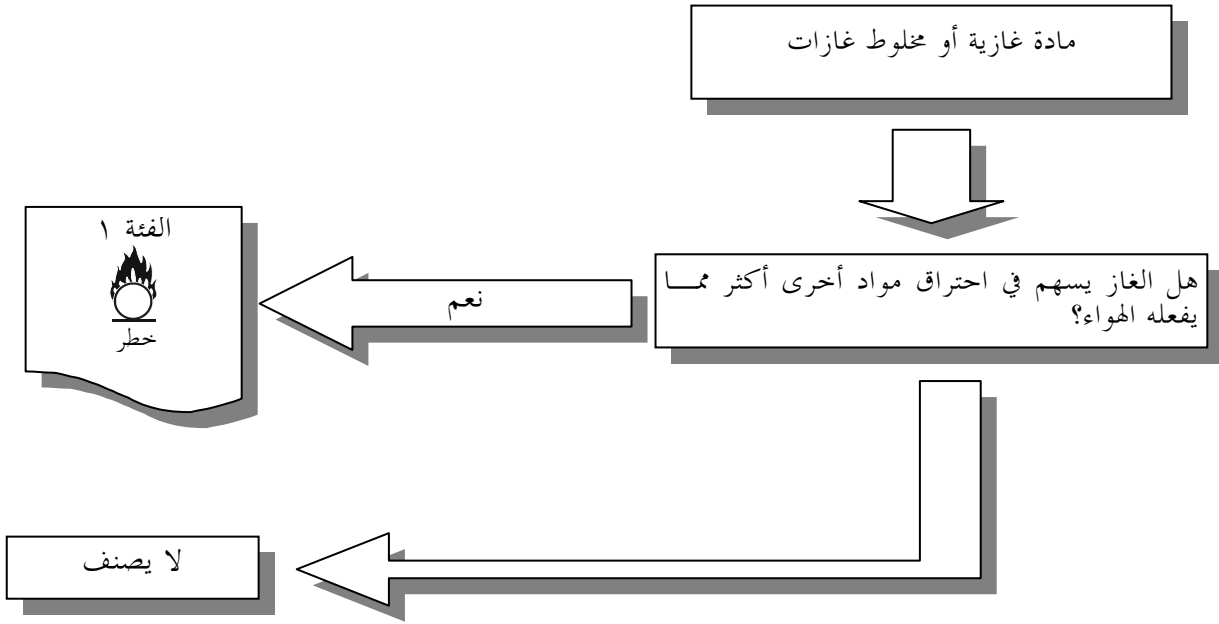 مادة غازية أو مخلوط غازات
هل الغاز يسهم في احتراق مواد أخرى أكثر ممـــا
يفعله الهواء؟
نعم
الفئة ١
خطر
لا يصنف